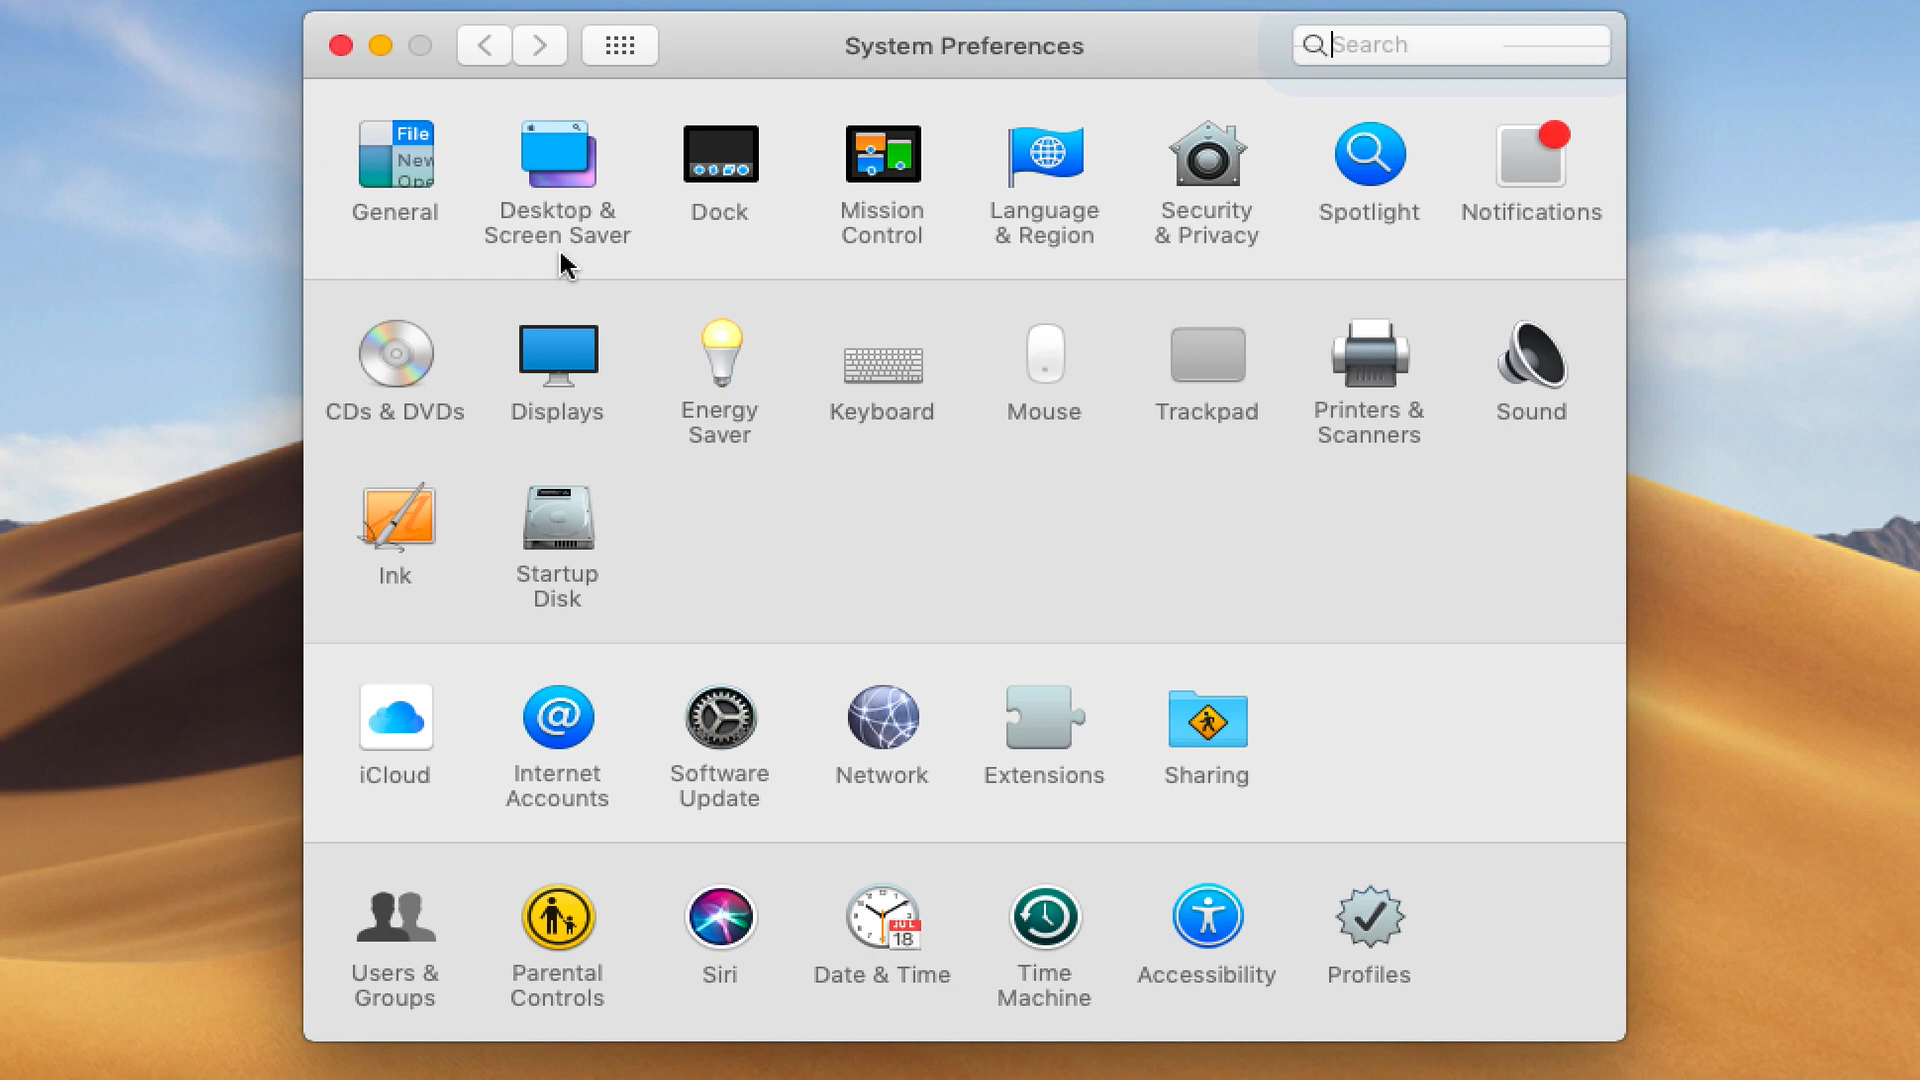 System Preferences
Search
File
New
Ope
General
Desktop &
Screen Saver
Dock
Mission
Control
Language
& Region
Security
& Privacy
Spotlight
Notifications
CDs & DVDs
Displays
Energy
Saver
Keyboard
Mouse
Trackpad
Printers &
Scanners
Sound
Ink
Startup
Disk
iCloud
@
Internet
Accounts
Software
Update
Network
Extensions
Sharing
Users &
Groups
Parental
Controls
Siri
JUL
18
Date & Time
Time
Machine
Accessibility
Profiles